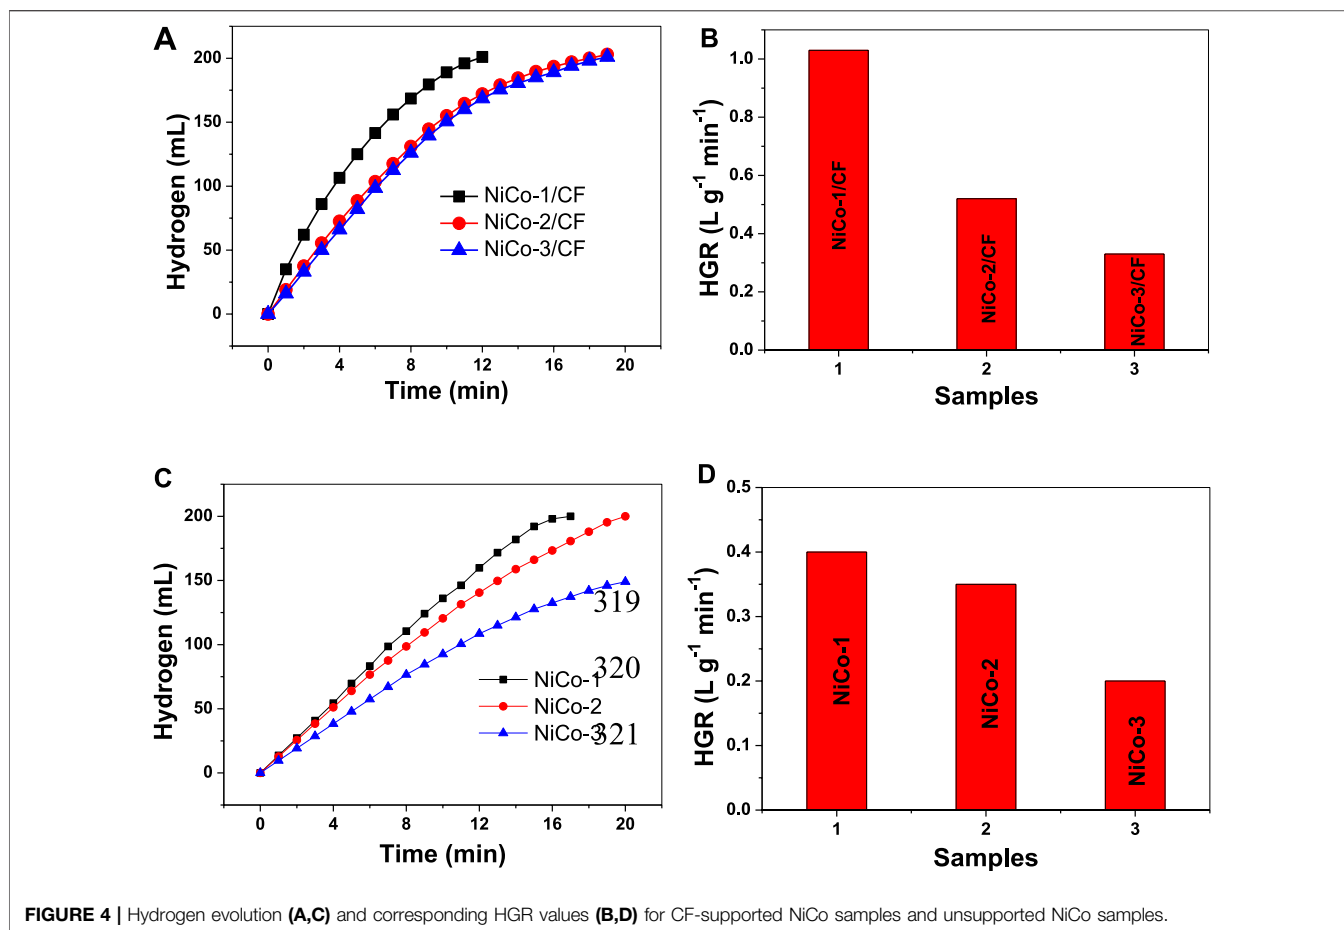 A
Hydrogen (mL)
200
150
100
50
0
NiCo-1/CF
NiCo-2/CF
NiCo-3/CF
0 4 8 12 16 20
Time (min)
B
HGR (L g⁻¹ min⁻¹)
1.0
0.8
0.6
0.4
0.2
0.0
NiCo-1/CF
NiCo-2/CF
NiCo-3/CF
1 2 3
Samples
C
Hydrogen (mL)
200
150
100
50
0
319
320
321
NiCo-1
NiCo-2
NiCo-3
0 4 8 12 16 20
Time (min)
D
HGR (L g⁻¹ min⁻¹)
0.5
0.4
0.3
0.2
0.1
0.0
NiCo-1
NiCo-2
NiCo-3
1 2 3
Samples
FIGURE 4 | Hydrogen evolution (A,C) and corresponding HGR values (B,D) for CF-supported NiCo samples and unsupported NiCo samples.